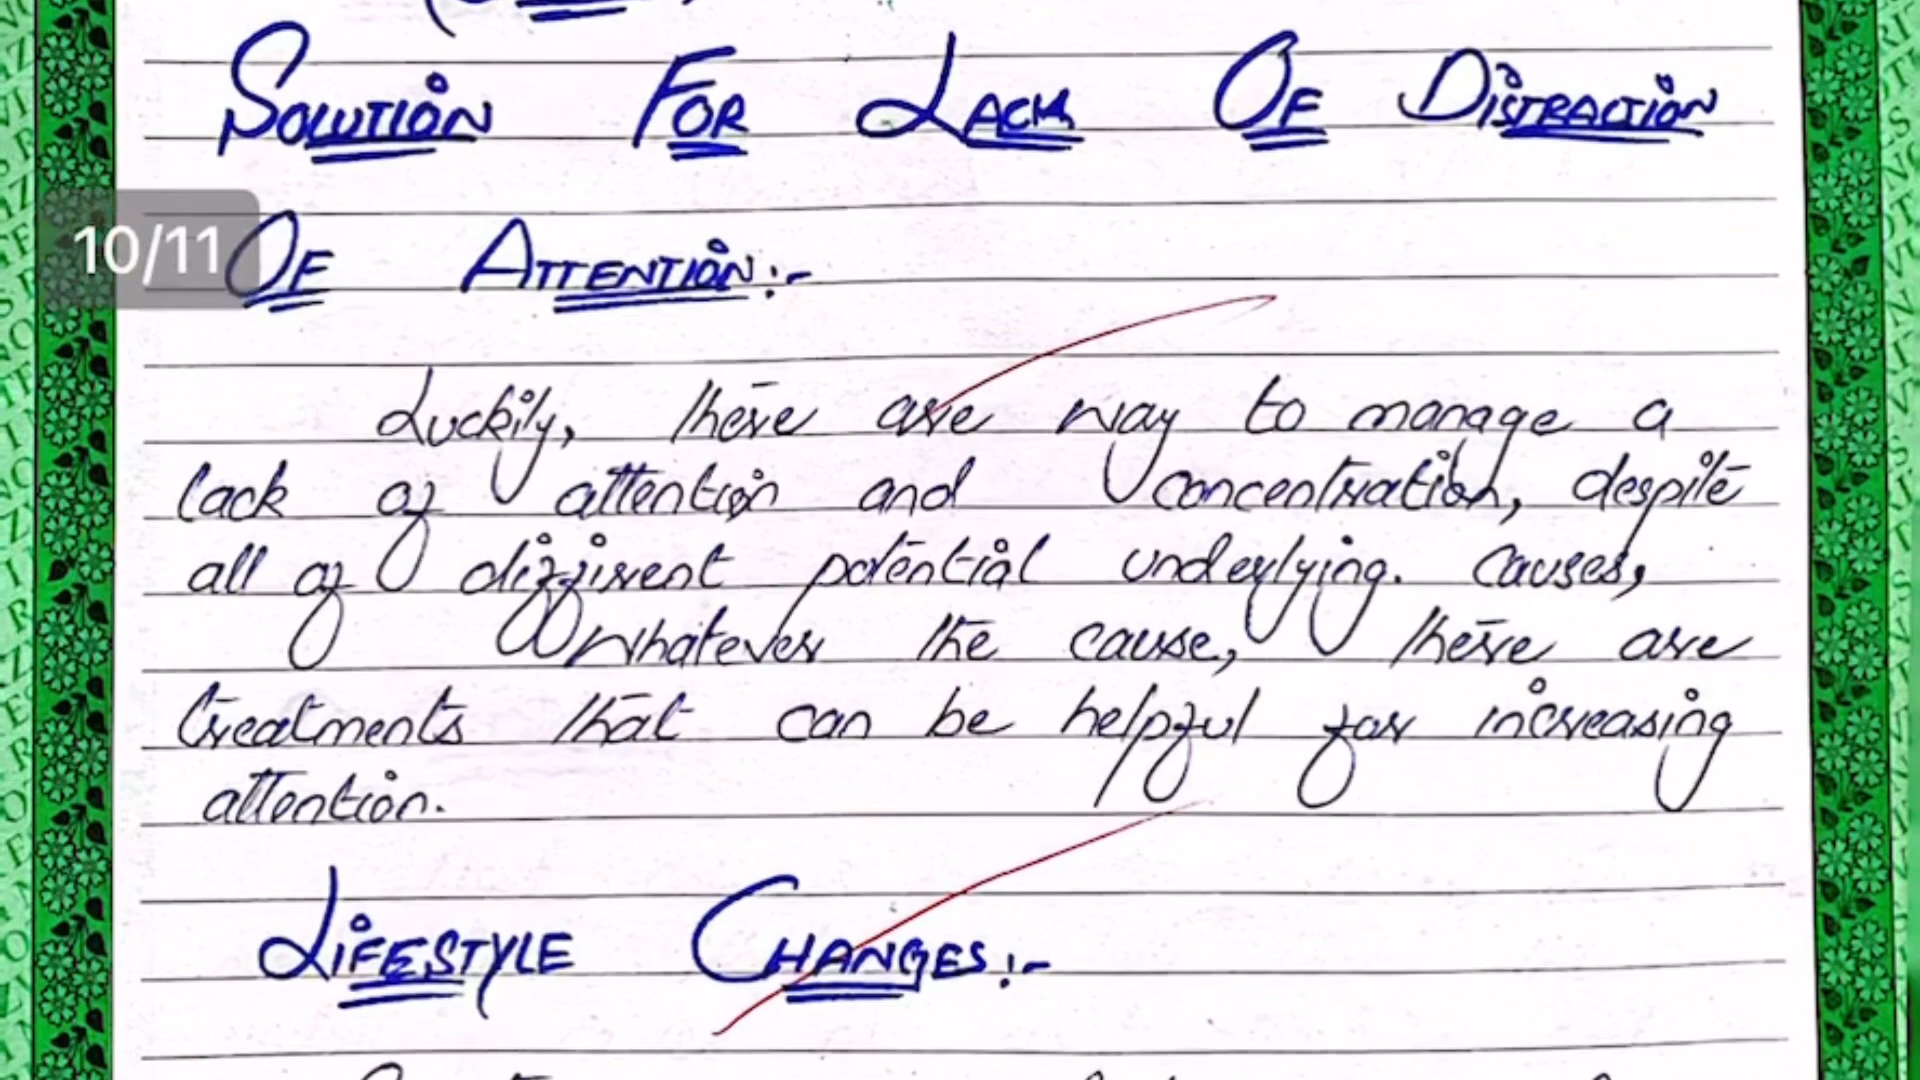 SOLUTION FOR LACK OF DISTRACTION
10/11
OF ATTENTION:-
Luckily, there are way to manage a
lack of attention and concentration, despite
all of diffirent potential underlying. causes,
whatever the cause, there are
treatments that can be helpful for increasing
attention.
LIFESTYLE CHANGES:-